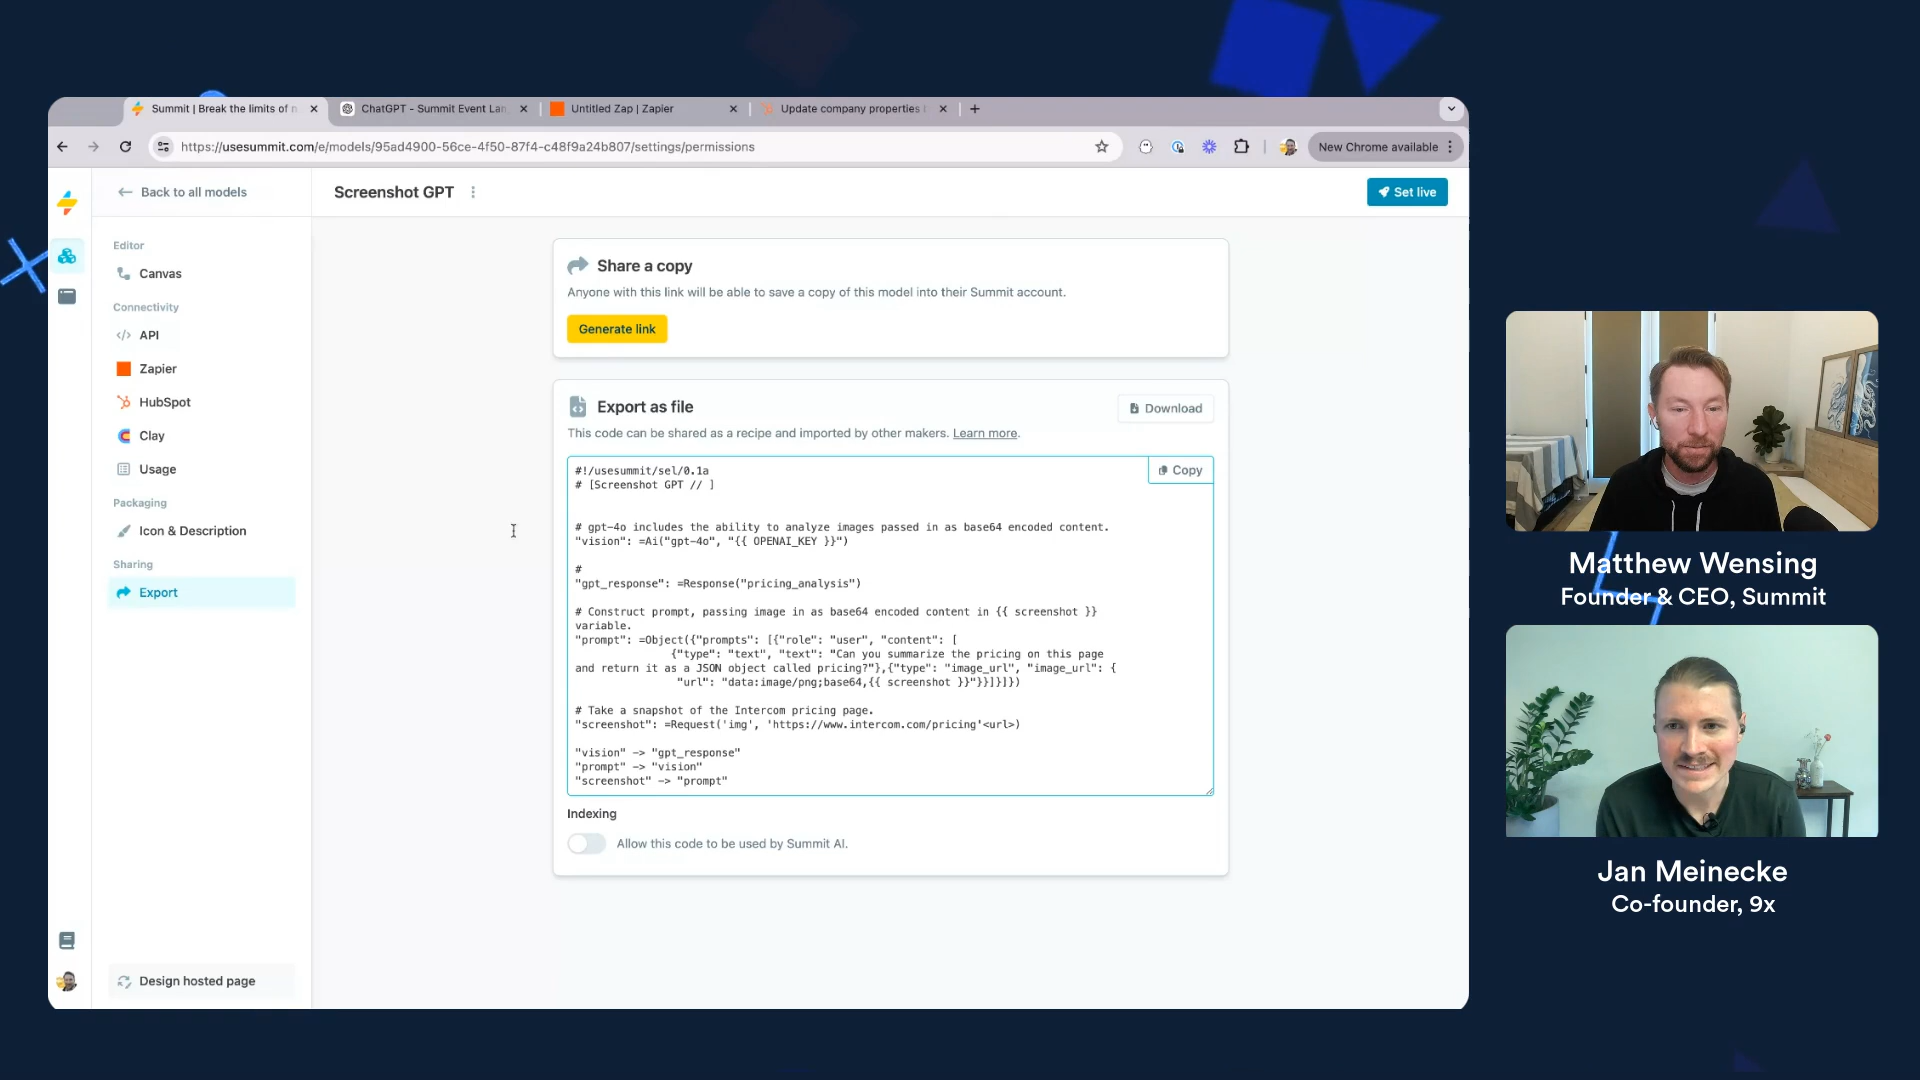 Summit | Break the limits of n
ChatGPT - Summit Event Lan
Untitled Zap | Zapier
Update company properties
https://usesummit.com/e/models/95ad4900-56ce-4f50-87f4-c48f9a24b807/settings/permissions
New Chrome available
Back to all models
Screenshot GPT
Set live
Editor
Canvas
Connectivity
API
Zapier
HubSpot
Clay
Usage
Packaging
Icon & Description
Sharing
Export
Design hosted page
Share a copy
Anyone with this link will be able to save a copy of this model into their Summit account.
Generate link
Export as file
Download
This code can be shared as a recipe and imported by other makers. Learn more.
Copy
#!/usesummit/sel/0.1a
# [Screenshot GPT // ]
# gpt-4o includes the ability to analyze images passed in as base64 encoded content.
"vision": =Ai("gpt-4o", "{{ OPENAI_KEY }}")
#
"gpt_response": =Response("pricing_analysis")
# Construct prompt, passing image in as base64 encoded content in {{ screenshot }}
variable.
"prompt": =Object({"prompts": [{"role": "user", "content": [
{"type": "text", "text": "Can you summarize the pricing on this page
and return it as a JSON object called pricing?"},{"type": "image_url", "image_url": {
"url": "data:image/png;base64,{{ screenshot }}"}}]}]})
# Take a snapshot of the Intercom pricing page.
"screenshot": =Request('img', 'https://www.intercom.com/pricing'<url>)
"vision" -> "gpt_response"
"prompt" -> "vision"
"screenshot" -> "prompt"
Indexing
Allow this code to be used by Summit AI.
Matthew Wensing
Founder & CEO, Summit
Jan Meinecke
Co-founder, 9x